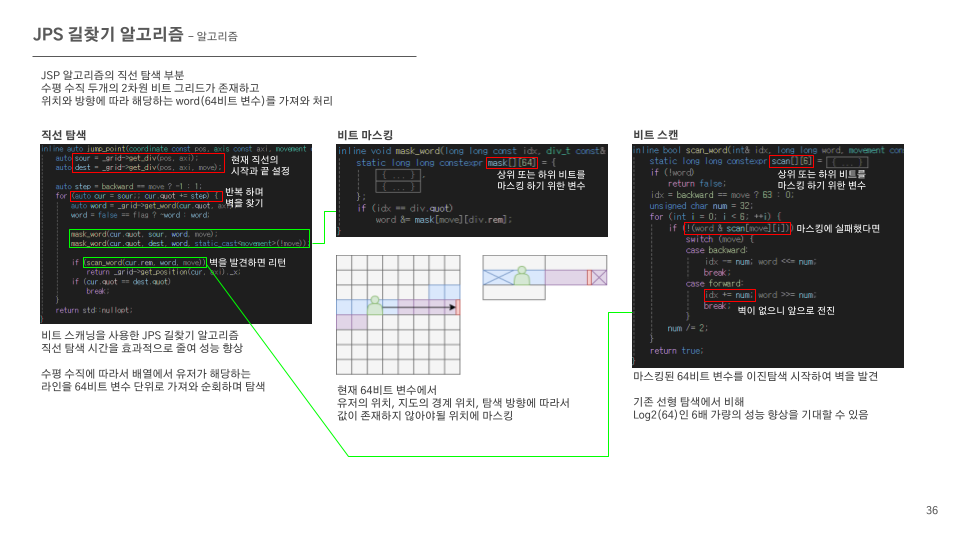 JPS 길찾기 알고리즘 – 알고리즘
JSP 알고리즘의 직선 탐색 부분
수평 수직 두개의 2차원 비트 그리드가 존재하고
위치와 방향에 따라 해당하는 word(64비트 변수)를 가져와 처리
직선 탐색
inline auto jump_point(coordinate const pos, axis const axi, movement
auto sour = _grid->get_div(pos, axi);
auto dest = _grid->get_div(pos, axi, move);
현재 직선의
시작과 끝 설정
auto step = backward == move ? -1 : 1;
for (auto cur = sour;; cur.quot += step) {
auto word = _grid->get_word(cur.quot, ax
word = false == flag ? ~word : word;
반복 하며
벽을 찾기
mask_word(cur.quot, sour, word, move);
mask_word(cur.quot, dest, word, static_cast<movement>(!move));
if (scan_word(cur.rem, word, move))
벽을 발견하면 리턴
return _grid->get_position(cur, axi)._x;
if (cur.quot == dest.quot)
break;
}
return std::nullopt;
}
비트 스캐닝을 사용한 JPS 길찾기 알고리즘
직선 탐색 시간을 효과적으로 줄여 성능 향상
수평 수직에 따라서 배열에서 유저가 해당하는
라인을 64비트 변수 단위로 가져와 순회하며 탐색
비트 마스킹
inline void mask_word(long long const idx, div_t const&
static long long constexpr mask[][64] = {
{ ... },
{ ... }
};
상위 또는 하위 비트를
마스킹 하기 위한 변수
if (idx == div.quot)
word &= mask[move][div.rem];
}
현재 64비트 변수에서
유저의 위치, 지도의 경계 위치, 탐색 방향에 따라서
값이 존재하지 않아야될 위치에 마스킹
비트 스캔
inline bool scan_word(int& idx, long long word, movement con
static long long constexpr scan[][6] = { ... }
if (!word)
return false;
상위 또는 하위 비트를
마스킹 하기 위한 변수
idx = backward == move ? 63 : 0;
unsigned char num = 32;
for (int i = 0; i < 6; ++i) {
if (!(word & scan[move][i])) 마스킹에 실패했다면
switch (move) {
case backward:
idx -= num; word <<= num;
break;
case forward:
idx += num; word >>= num;
break; 벽이 없으니 앞으로 전진
}
num /= 2;
}
return true;
마스킹된 64비트 변수를 이진탐색 시작하여 벽을 발견
기존 선형 탐색에서 비해
Log2(64)인 6배 가량의 성능 향상을 기대할 수 있음
36